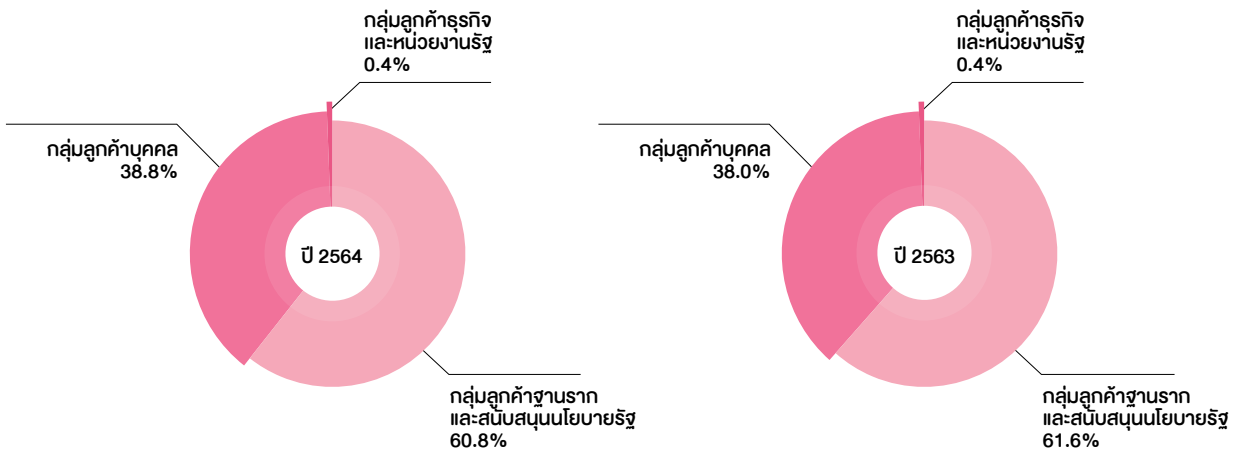 กลุ่มลูกค้าธุรกิจ
และหน่วยงานรัฐ
0.4%
กลุ่มลูกค้าบุคคล
38.8%
ปี 2564
กลุ่มลูกค้าฐานราก
และสนับสนุนนโยบายรัฐ
60.8%
กลุ่มลูกค้าธุรกิจ
และหน่วยงานรัฐ
0.4%
กลุ่มลูกค้าบุคคล
38.0%
ปี 2563
กลุ่มลูกค้าฐานราก
และสนับสนุนนโยบายรัฐ
61.6%